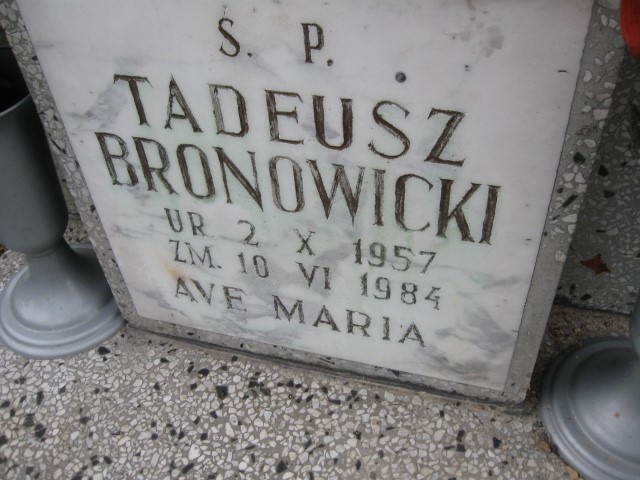 S. P.
TADEUSZ
BRONOWICKI
UR 2 X 1957
ZM. 10 VI 1984
AVE MARIA